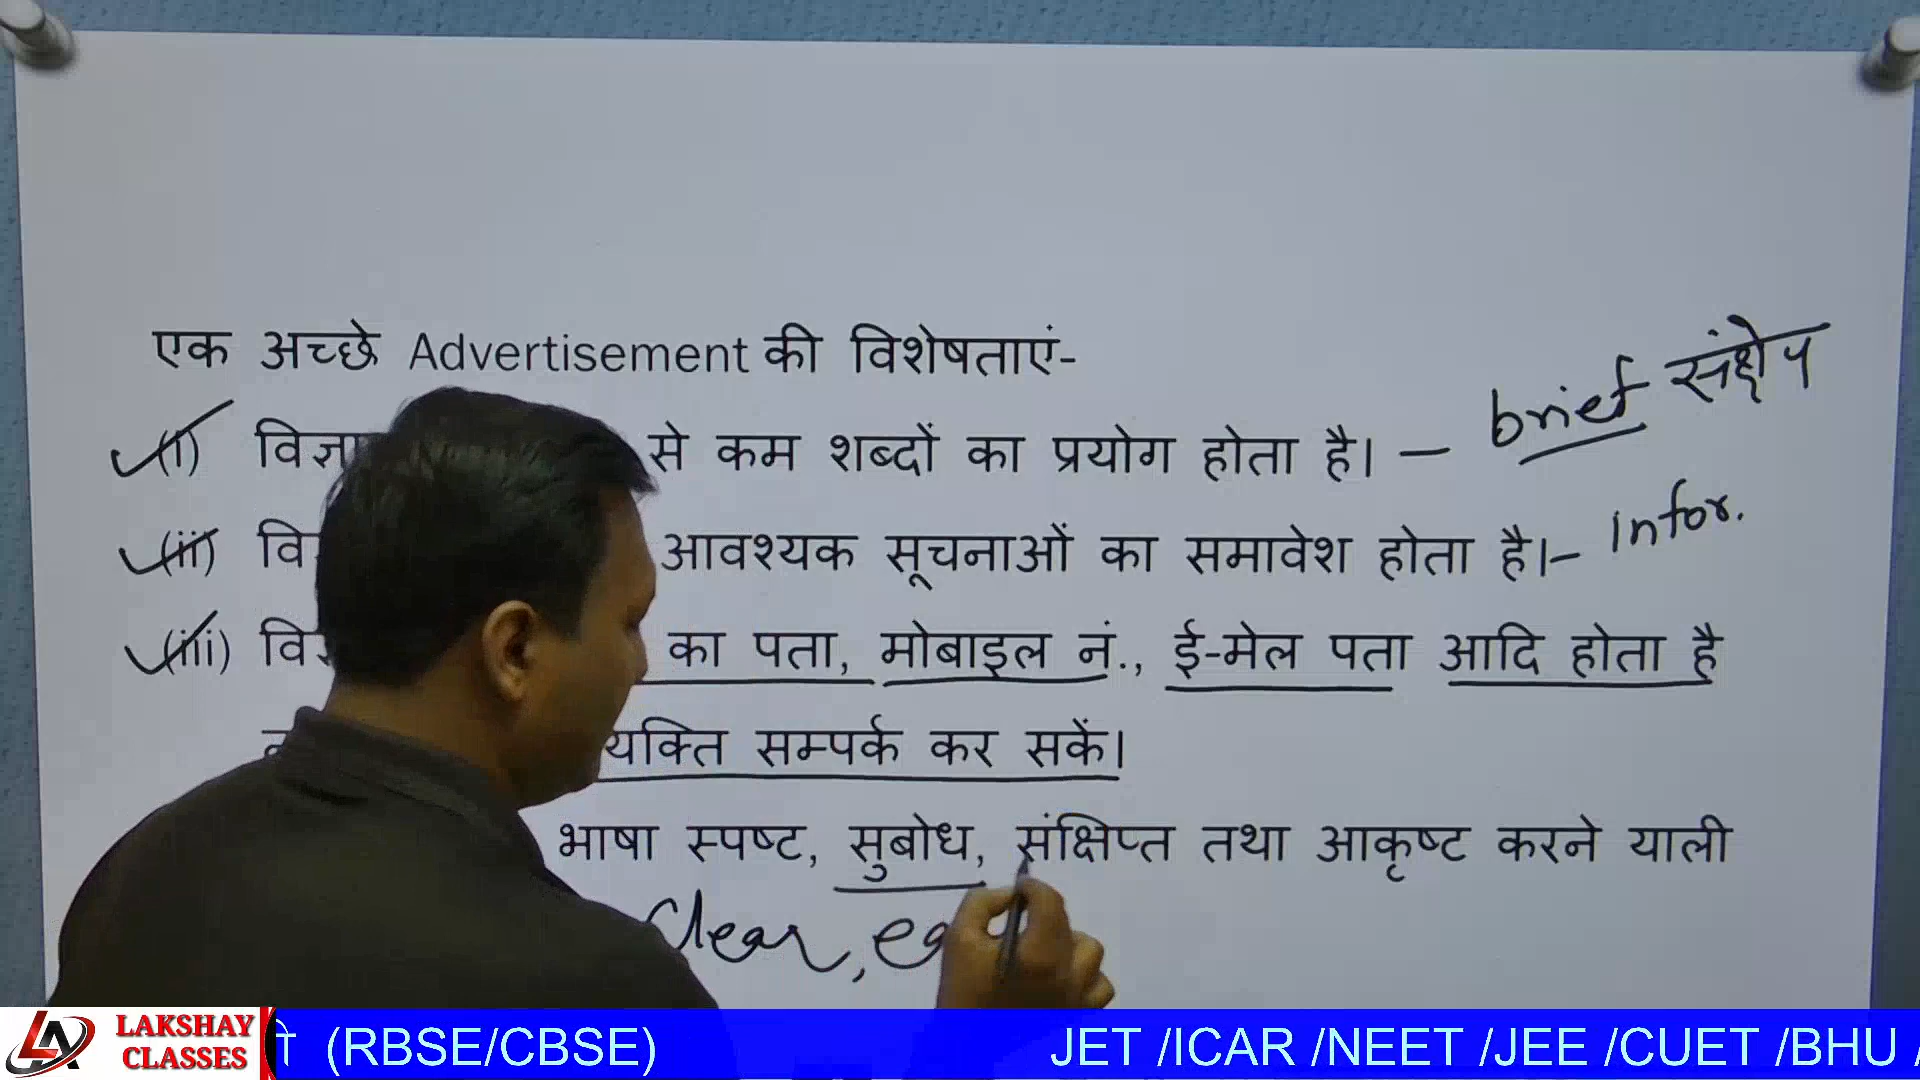 एक अच्छे Advertisement की विशेषताएं-
(i) से कम शब्दों का प्रयोग होता है। — brief संक्षेप
(ii) आवश्यक सूचनाओं का समावेश होता है।- Infor.
(iii) का पता, मोबाइल नं., ई-मेल पता आदि होता है
सम्पर्क कर सकें।
भाषा स्पष्ट, सुबोध, संक्षिप्त तथा आकृष्ट करने याली
Clear,
LAKSHAY CLASSES
(RBSE/CBSE) JET /ICAR /NEET /JEE /CUET /BHU /